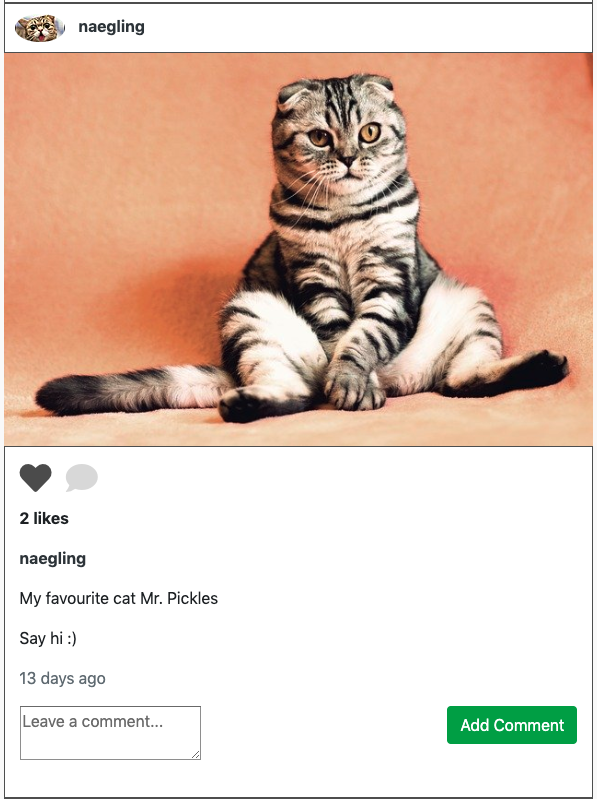 naegling
2 likes
naegling
My favourite cat Mr. Pickles
Say hi :)
13 days ago
Leave a comment...
Add Comment